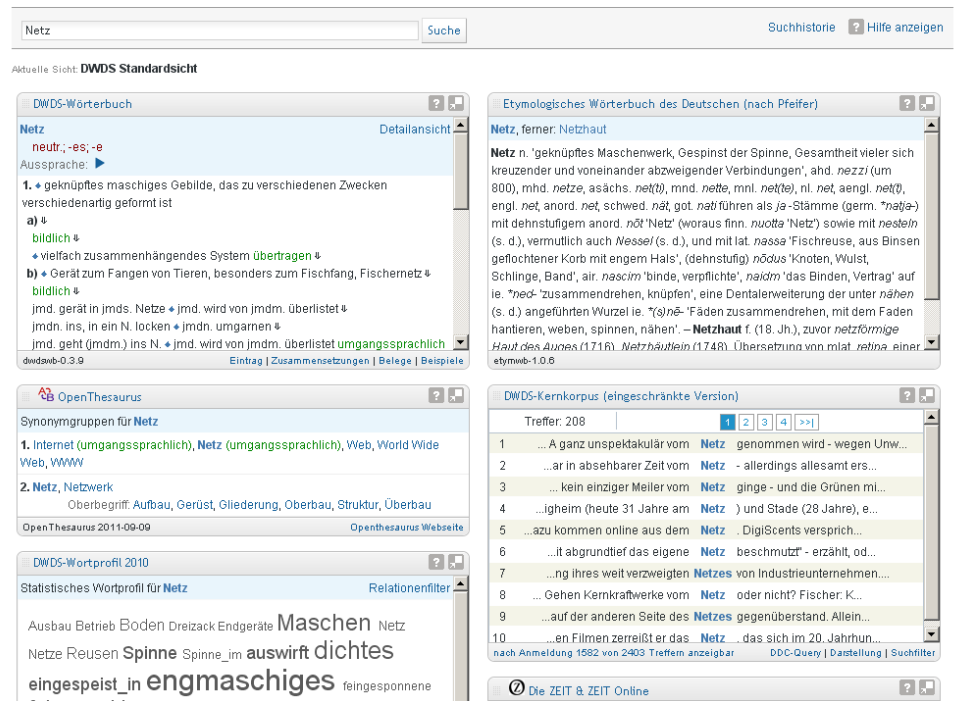 Netz
Suche
Suchhistorie
? Hilfe anzeigen
Aktuelle Sicht: DWDS Standardsicht
DWDS-Wörterbuch
?
Netz
Detailansicht
neutr.; -es; -e
Aussprache:
1. geknüpftes maschiges Gebilde, das zu verschiedenen Zwecken
verschiedenartig geformt ist
a)
bildlich
vielfach zusammenhängendes System übertragen
b) Gerät zum Fangen von Tieren, besonders zum Fischfang, Fischernetz
bildlich
jmd. gerät in jmds. Netze jmd. wird von jmdm. überlistet
jmdn. ins, in ein N. locken jmdn. umgarnen
jmd. geht (jmdm.) ins N. jmd. wird von jmdm. überlistet umgangssprachlich
dwdswb-0.3.9
Eintrag | Zusammensetzungen | Belege | Beispiele
OpenThesaurus
?
Synonymgruppen für Netz
1. Internet (umgangssprachlich), Netz (umgangssprachlich), Web, World Wide
Web, WWW
2. Netz, Netzwerk
Oberbegriff: Aufbau, Gerüst, Gliederung, Oberbau, Struktur, Überbau
OpenThesaurus 2011-09-09
Openthesaurus Webseite
DWDS-Wortprofil 2010
?
Statistisches Wortprofil für Netz
Relationenfilter
Ausbau Betrieb Boden Dreizack Endgeräte Maschen Netz
Netze Reusen Spinne Spinne_im auswirft dichtes
eingespeist_in engmaschiges feingesponnene
Etymologisches Wörterbuch des Deutschen (nach Pfeifer)
?
Netz, ferner: Netzhaut
Netz n. 'geknüpftes Maschenwerk, Gespinst der Spinne, Gesamtheit vieler sich
kreuzender und voneinander abzweigender Verbindungen', ahd. nezzi (um
800), mhd. netze, asächs. net(ti), mnd. nette, mnl. net(te), nl. net, aengl. net(t),
engl. net, anord. net, schwed. nät, got. nati führen als ja-Stämme (germ. *natja-)
mit dehnstufigem anord. nōt 'Netz' (woraus finn. nuotta 'Netz') sowie mit nesteln
(s. d.), vermutlich auch Nessel (s. d.), und mit lat. nassa 'Fischreuse, aus Binsen
geflochtener Korb mit engem Hals', (dehnstufig) nōdus 'Knoten, Wulst,
Schlinge, Band', air. nascim 'binde, verpflichte', naidm 'das Binden, Vertrag' auf
ie. *ned- 'zusammendrehen, knüpfen', eine Dentalerweiterung der unter nähen
(s. d.) angeführten Wurzel ie. *(s)nē- 'Fäden zusammendrehen, mit dem Faden
hantieren, weben, spinnen, nähen'. – Netzhaut f. (18. Jh.), zuvor netzförmige
Haut des Auges (1716), Netzhäutlein (1748), Übersetzung von mlat. retina, einer
etymwb-1.0.6
DWDS-Kernkorpus (eingeschränkte Version)
?
Treffer: 208
1 2 3 4 >>|
1 ... A ganz unspektakulär vom Netz genommen wird - wegen Unw...
2 ...ar in absehbarer Zeit vom Netz - allerdings allesamt ers...
3 ... kein einziger Meiler vom Netz ginge - und die Grünen mi...
4 ...igheim (heute 31 Jahre am Netz ) und Stade (28 Jahre), e...
5 ...azu kommen online aus dem Netz . DigiScents versprich...
6 ...it abgrundtief das eigene Netz beschmutzt" - erzählt, od...
7 ...ng ihres weit verzweigten Netzes von Industrieunternehmen....
8 ... Gehen Kernkraftwerke vom Netz oder nicht? Fischer: K...
9 ...auf der anderen Seite des Netzes gegenüberstand. Allein...
10 ...en Filmen zerreißt er das Netz . das sich im 20. Jahrhun...
nach Anmeldung 1582 von 2403 Treffern anzeigbar
DDC-Query | Darstellung | Suchfilter
Die ZEIT & ZEIT Online
?